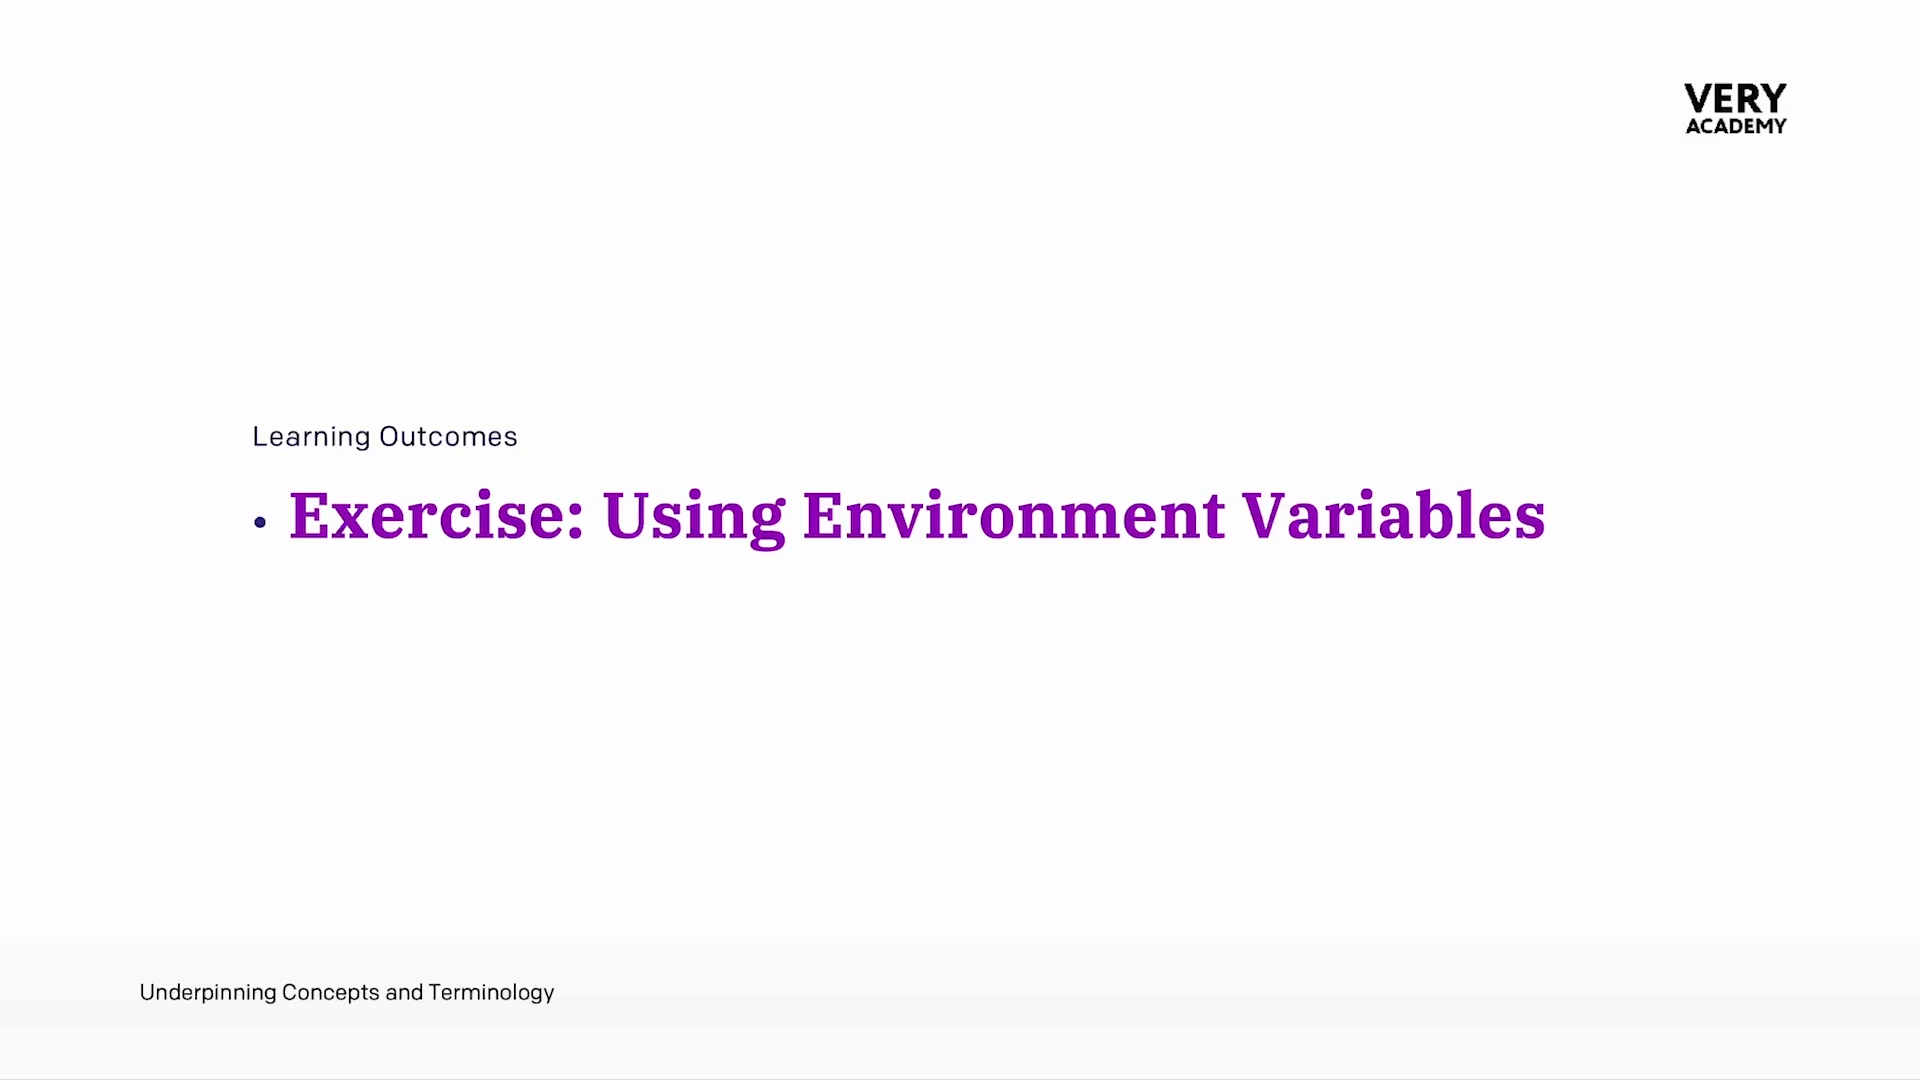 VERY
ACADEMY
Learning Outcomes
• Exercise: Using Environment Variables
Underpinning Concepts and Terminology